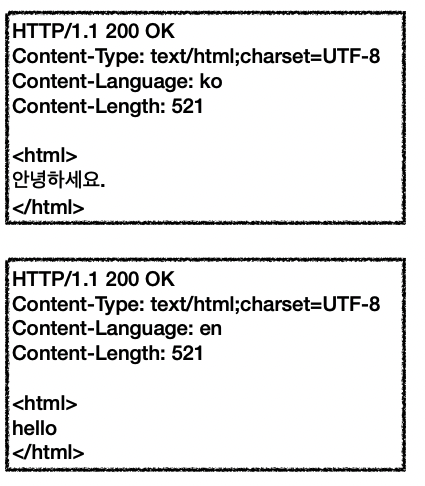 HTTP/1.1 200 OK
Content-Type: text/html;charset=UTF-8
Content-Language: ko
Content-Length: 521
<html>
안녕하세요.
</html>
HTTP/1.1 200 OK
Content-Type: text/html;charset=UTF-8
Content-Language: en
Content-Length: 521
<html>
hello
</html>